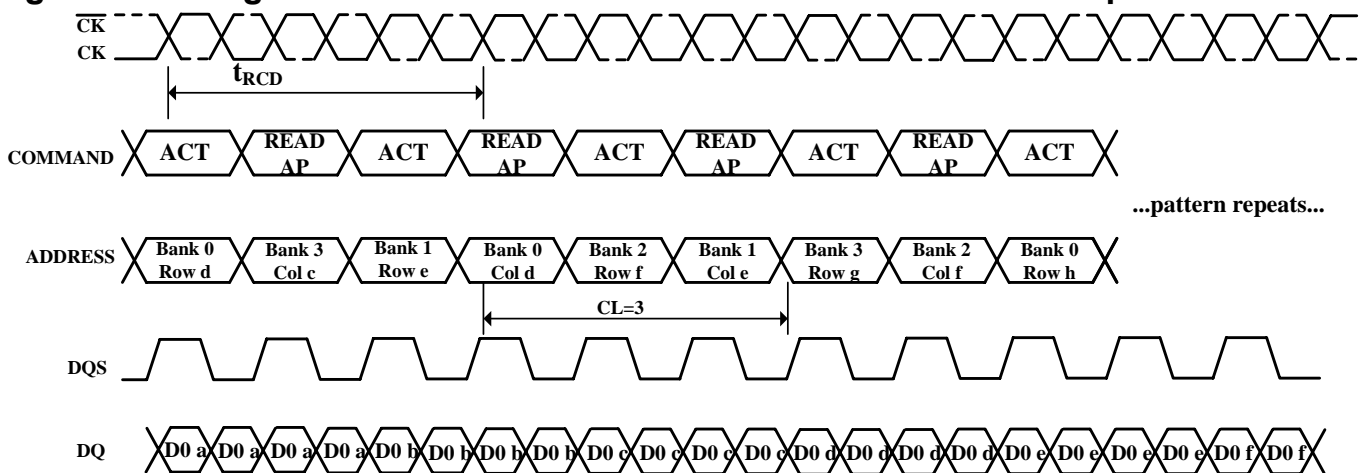 CK
CK
tRCD
COMMAND
ACT
READ AP
ACT
READ AP
ACT
READ AP
ACT
READ AP
ACT
...pattern repeats...
ADDRESS
Bank 0 Row d
Bank 3 Col c
Bank 1 Row e
Bank 0 Col d
Bank 2 Row f
Bank 1 Col e
Bank 3 Row g
Bank 2 Col f
Bank 0 Row h
CL=3
DQS
DQ
D0 a D0 a D0 a D0 a D0 b D0 b D0 b D0 b D0 c D0 c D0 c D0 c D0 d D0 d D0 d D0 d D0 e D0 e D0 e D0 e D0 f D0 f